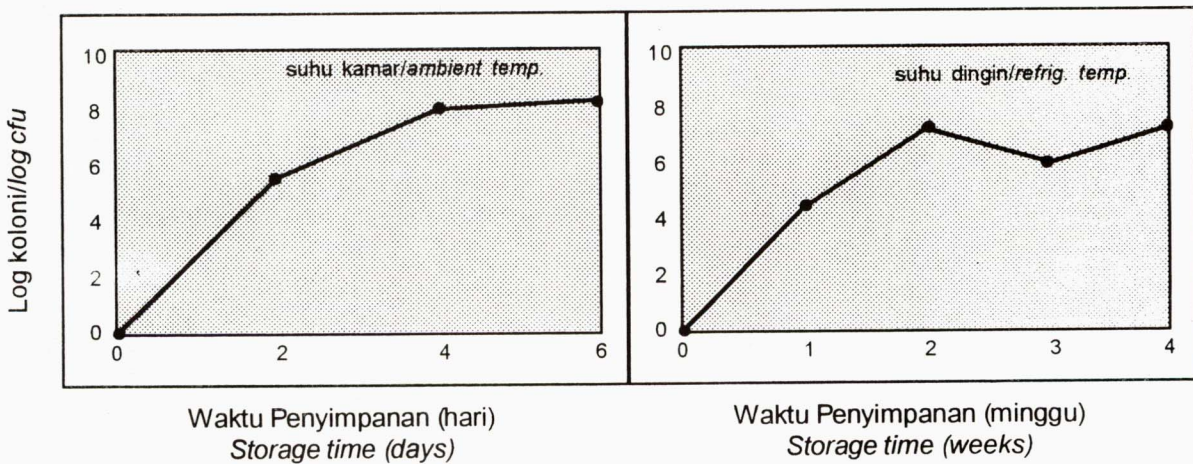 Log koloni/log cfu
10
8
6
4
2
0
suhu kamar/ambient temp.
0 2 4 6
Waktu Penyimpanan (hari)
Storage time (days)
10
8
6
4
2
0
suhu dingin/refrig. temp.
0 1 2 3 4
Waktu Penyimpanan (minggu)
Storage time (weeks)